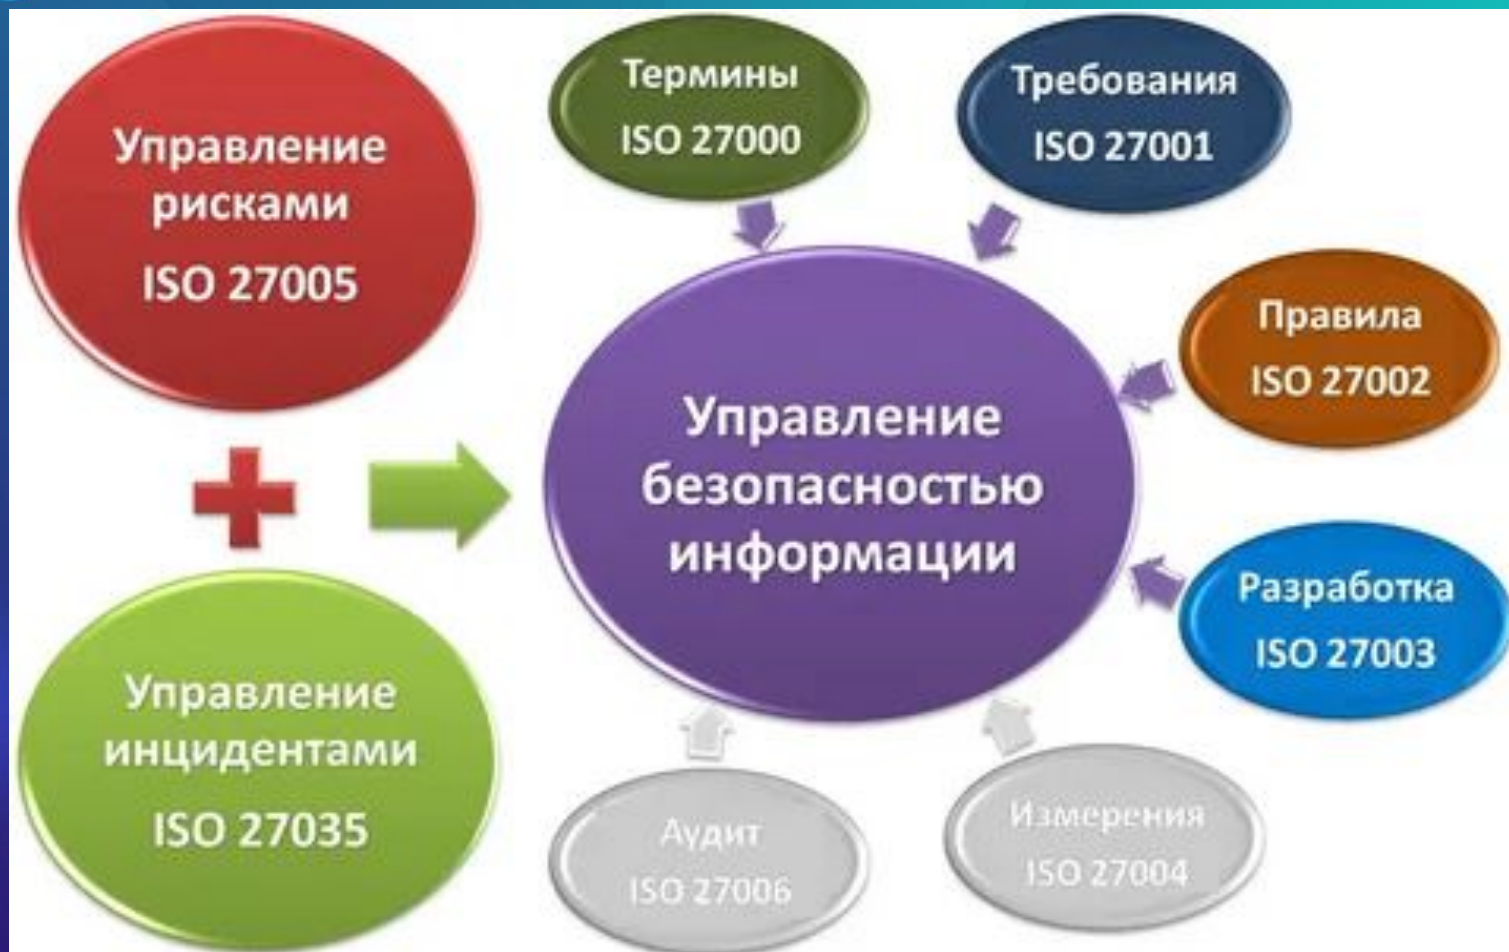 Управление
рисками
ISO 27005
Управление
инцидентами
ISO 27035
Термины
ISO 27000
Требования
ISO 27001
Правила
ISO 27002
Разработка
ISO 27003
Измерения
ISO 27004
Аудит
ISO 27006
Управление
безопасностью
информации